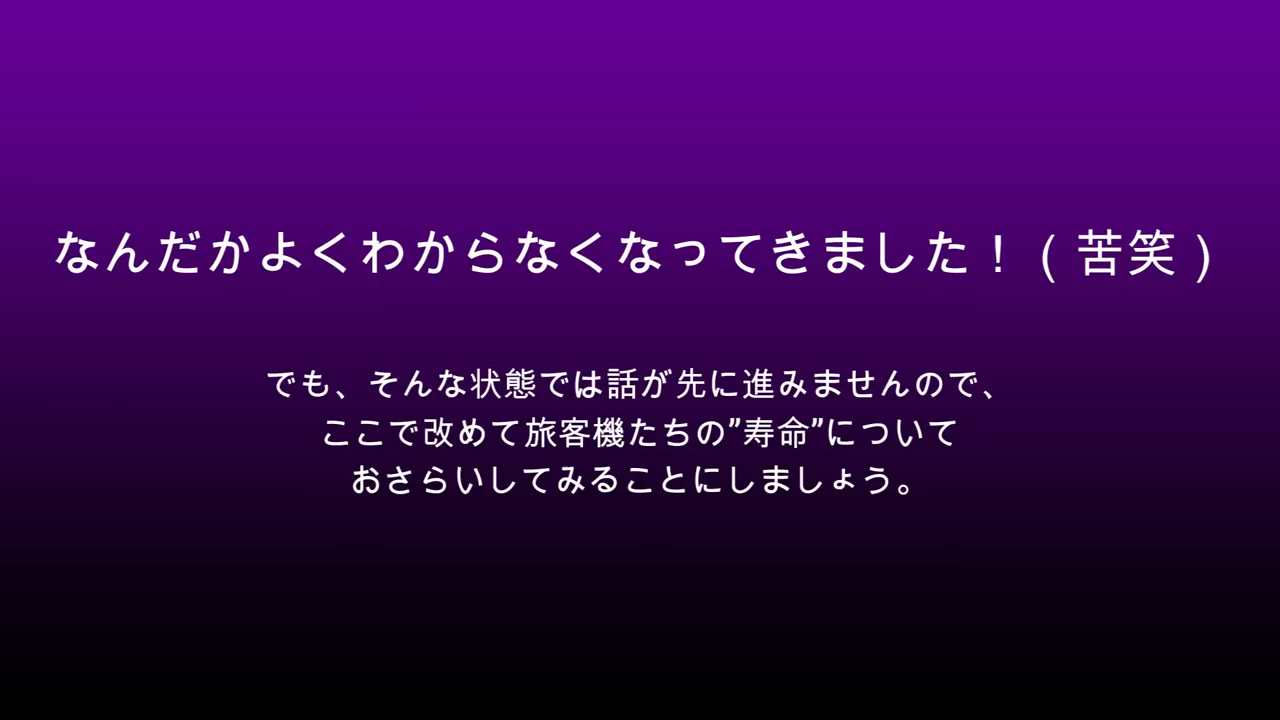 なんだかよくわからなくなってきました！（苦笑）
でも、そんな状態では話が先に進みませんので、
ここで改めて旅客機たちの”寿命”について
おさらいしてみることにしましょう。